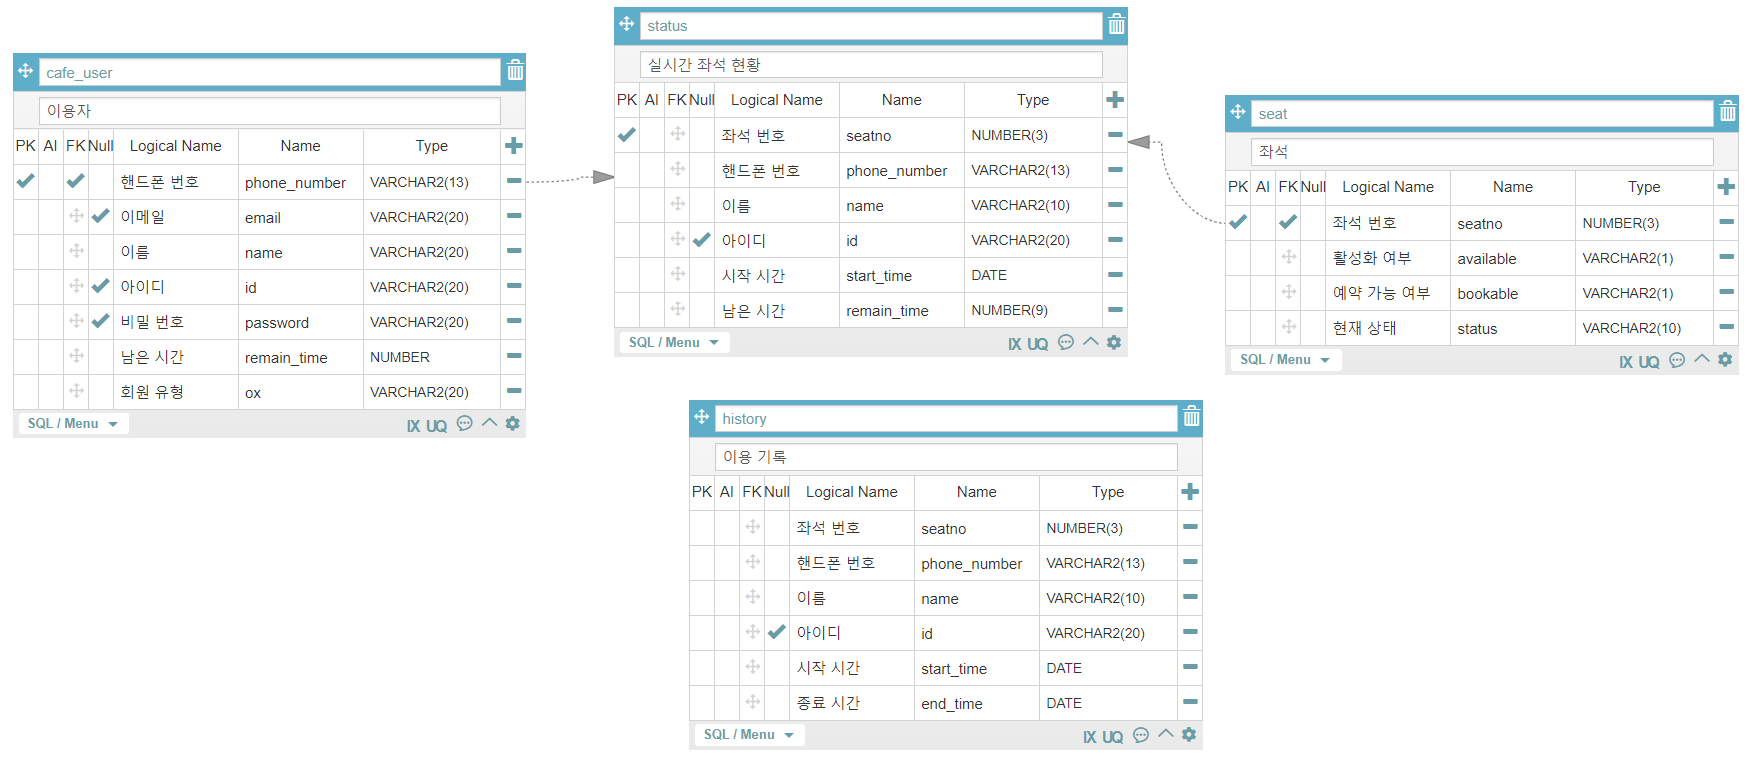 cafe_user
이용자
PK AI FK Null Logical Name Name Type
핸드폰 번호 phone_number VARCHAR2(13)
이메일 email VARCHAR2(20)
이름 name VARCHAR2(20)
아이디 id VARCHAR2(20)
비밀 번호 password VARCHAR2(20)
남은 시간 remain_time NUMBER
회원 유형 ox VARCHAR2(20)
SQL / Menu IX UQ
status
실시간 좌석 현황
PK AI FK Null Logical Name Name Type
좌석 번호 seatno NUMBER(3)
핸드폰 번호 phone_number VARCHAR2(13)
이름 name VARCHAR2(10)
아이디 id VARCHAR2(20)
시작 시간 start_time DATE
남은 시간 remain_time NUMBER(9)
SQL / Menu IX UQ
seat
좌석
PK AI FK Null Logical Name Name Type
좌석 번호 seatno NUMBER(3)
활성화 여부 available VARCHAR2(1)
예약 가능 여부 bookable VARCHAR2(1)
현재 상태 status VARCHAR2(10)
SQL / Menu IX UQ
history
이용 기록
PK AI FK Null Logical Name Name Type
좌석 번호 seatno NUMBER(3)
핸드폰 번호 phone_number VARCHAR2(13)
이름 name VARCHAR2(10)
아이디 id VARCHAR2(20)
시작 시간 start_time DATE
종료 시간 end_time DATE
SQL / Menu IX UQ